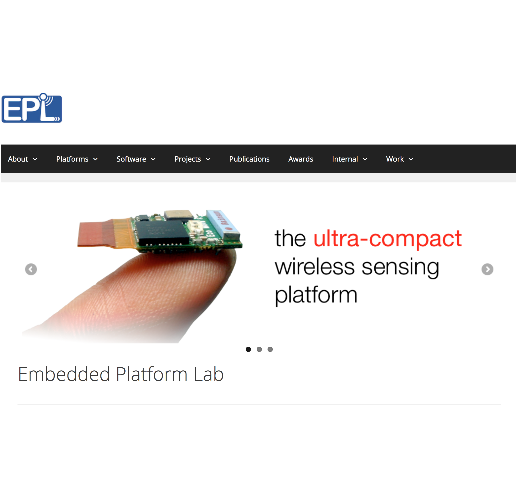 EPL
About Platforms Software Projects Publications Awards Internal Work
the ultra-compact
wireless sensing
platform
Embedded Platform Lab